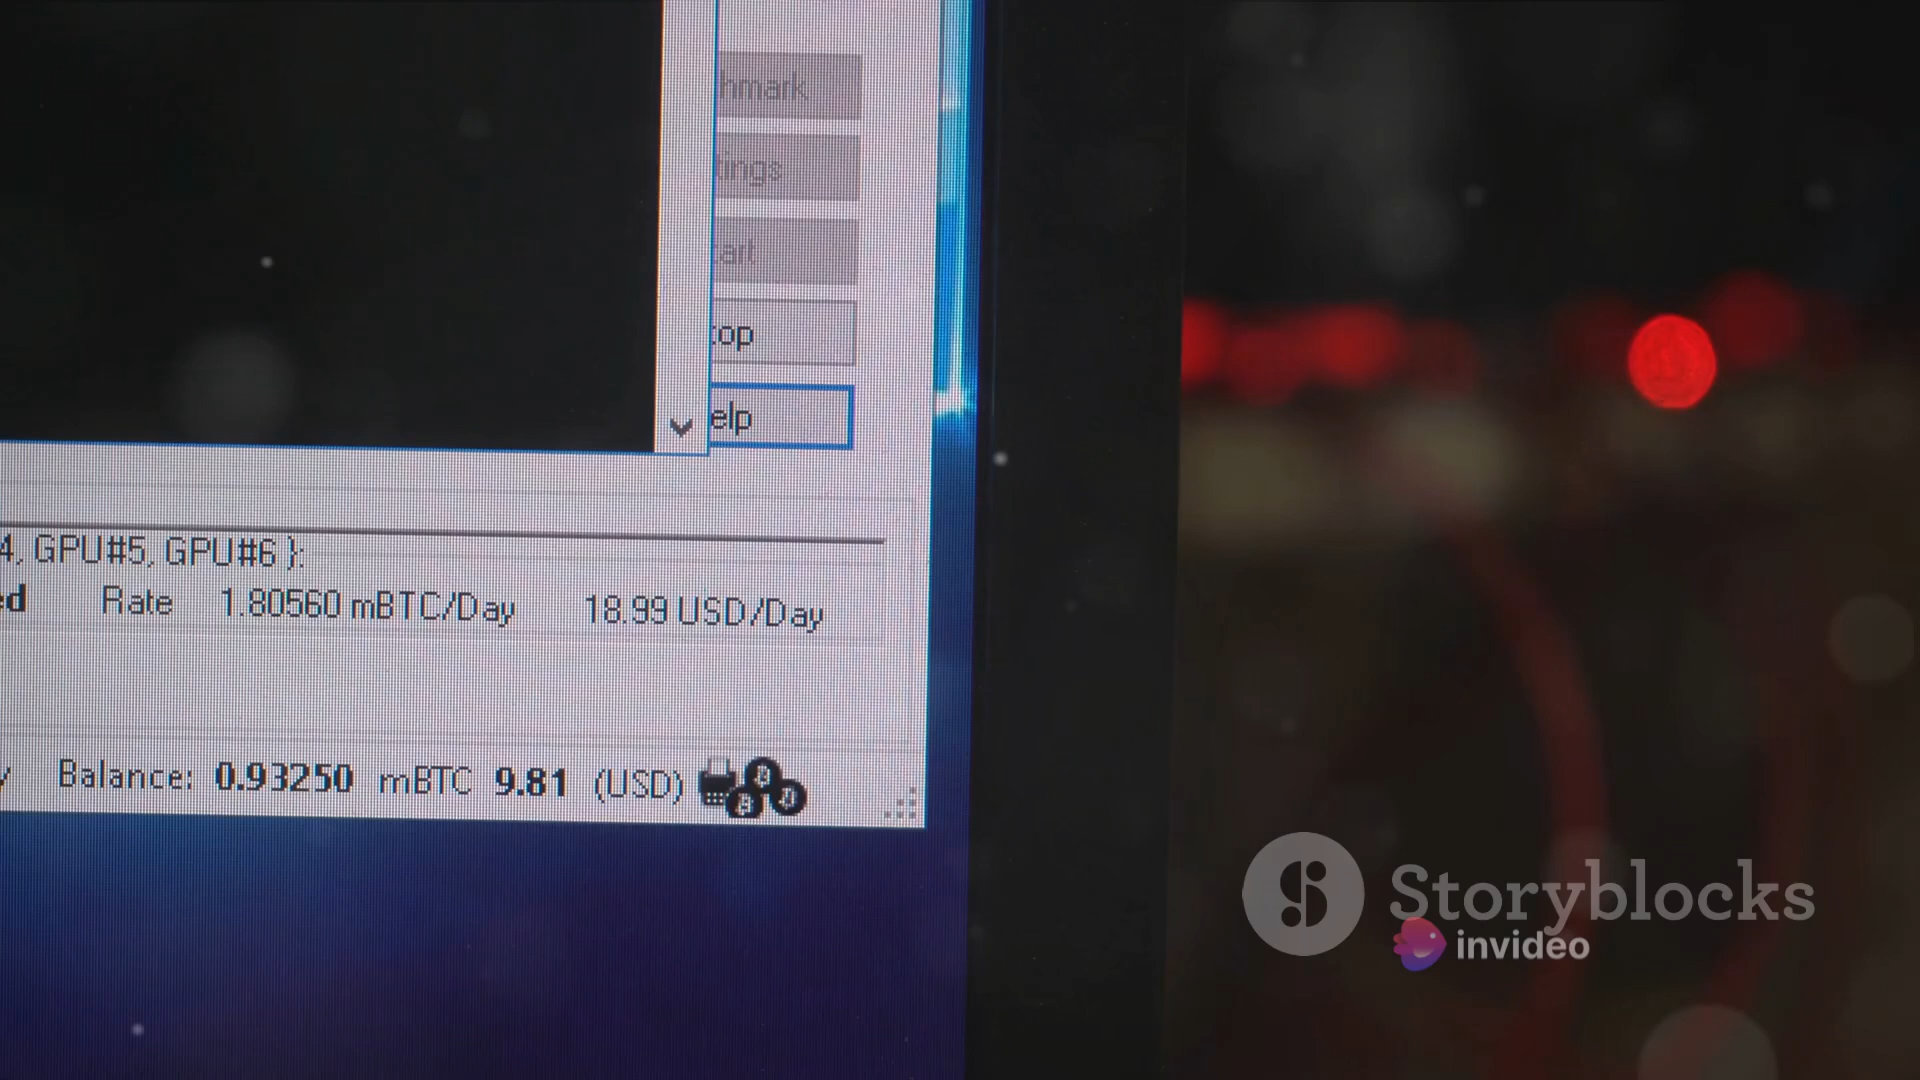 hmark
tings
tart
top
elp
4, GPU#5, GPU#6 }:
ed Rate 1.80560 mBTC/Day 18.99 USD/Day
y Balance: 0.93250 mBTC 9.81 (USD)
Storyblocks
invideo